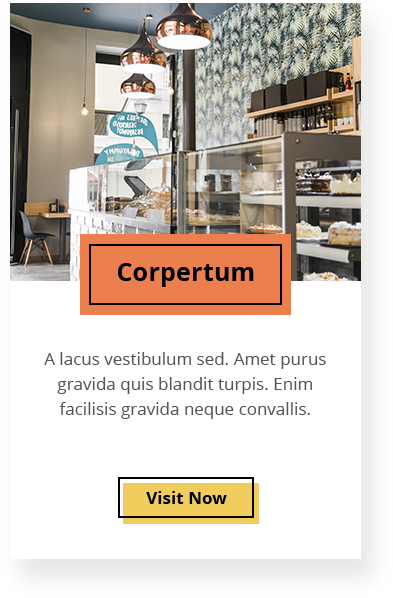 Corpertum
A lacus vestibulum sed. Amet purus
gravida quis blandit turpis. Enim
facilisis gravida neque convallis.
Visit Now